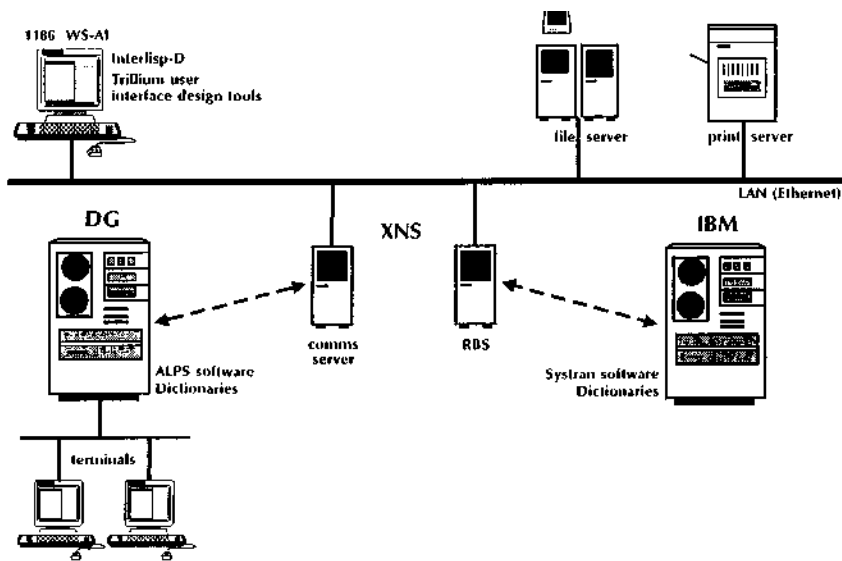 1186 WS-A1
Interlisp-D
Trillium user
interface design tools
file server
print server
LAN (Ethernet)
DG
XNS
IBM
comms
server
RBS
ALPS software
Dictionaries
Systran software
Dictionaries
terminals